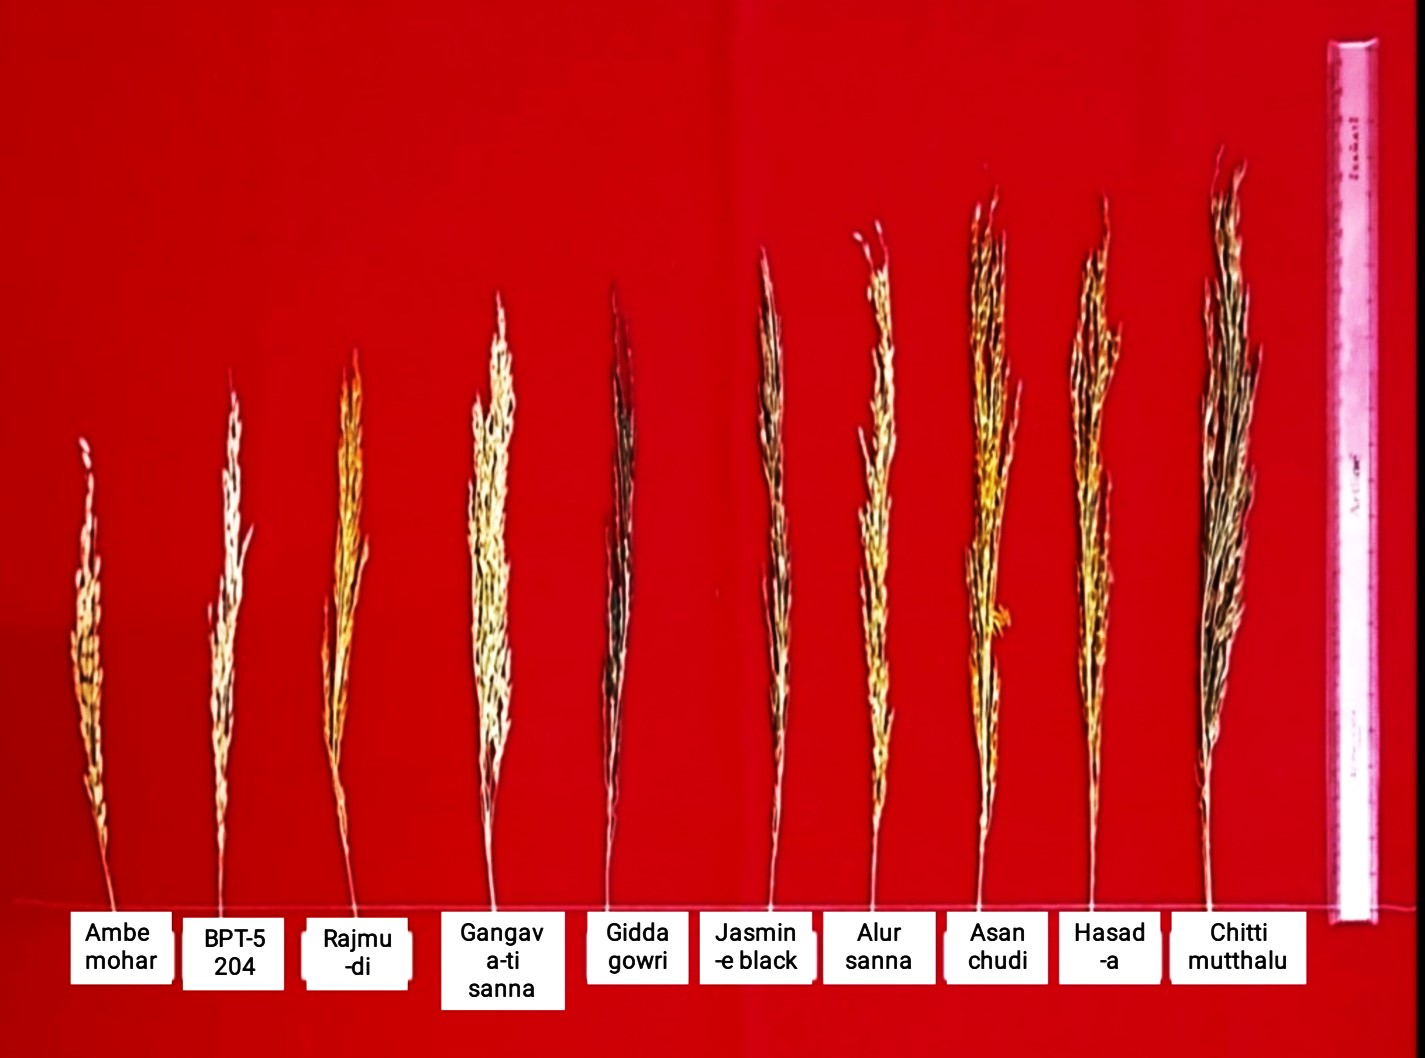 Ambe
mohar
BPT-5
204
Rajmu
-di
Gangav
a-ti
sanna
Gidda
gowri
Jasmin
-e black
Alur
sanna
Asan
chudi
Hasad
-a
Chitti
mutthalu